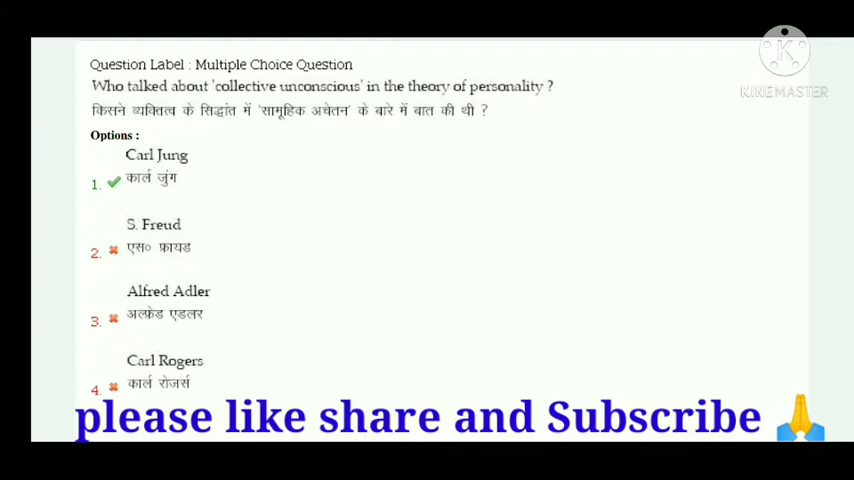 Question Label : Multiple Choice Question
Who talked about 'collective unconscious' in the theory of personality ?
किसने व्यक्तित्व के सिद्धांत में 'सामूहिक अचेतन' के बारे में बात की थी ?
Options :
Carl Jung
1. कार्ल जुंग
S. Freud
2. एस० फ्रायड
Alfred Adler
3. अल्फ्रेड एडलर
Carl Rogers
4. कार्ल रोजर्स
please like share and Subscribe 🙏
K
KINEMASTER